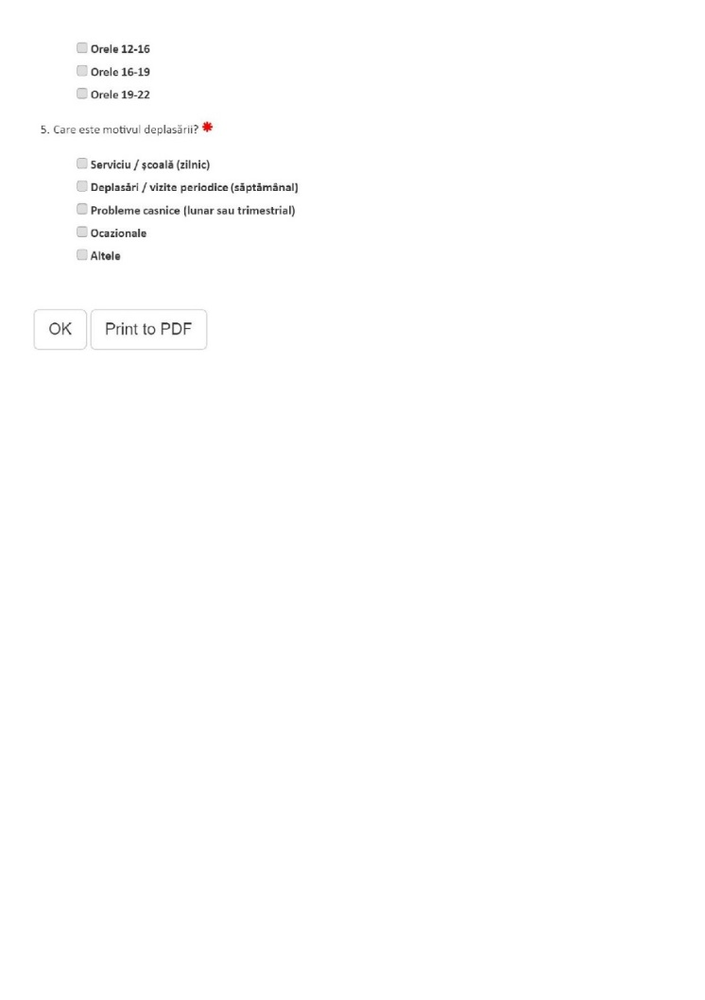 Orele 12-16
Orele 16-19
Orele 19-22
5. Care este motivul deplasării? *
Serviciu / școală (zilnic)
Deplasări / vizite periodice (săptămânal)
Probleme casnice (lunar sau trimestrial)
Ocazionale
Altele
OK Print to PDF